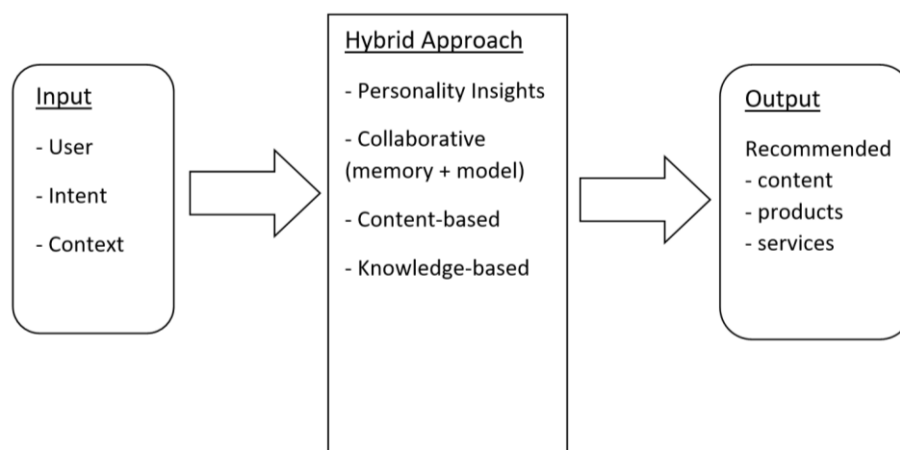 Input
- User
- Intent
- Context
Hybrid Approach
- Personality Insights
- Collaborative
(memory + model)
- Content-based
- Knowledge-based
Output
Recommended
- content
- products
- services